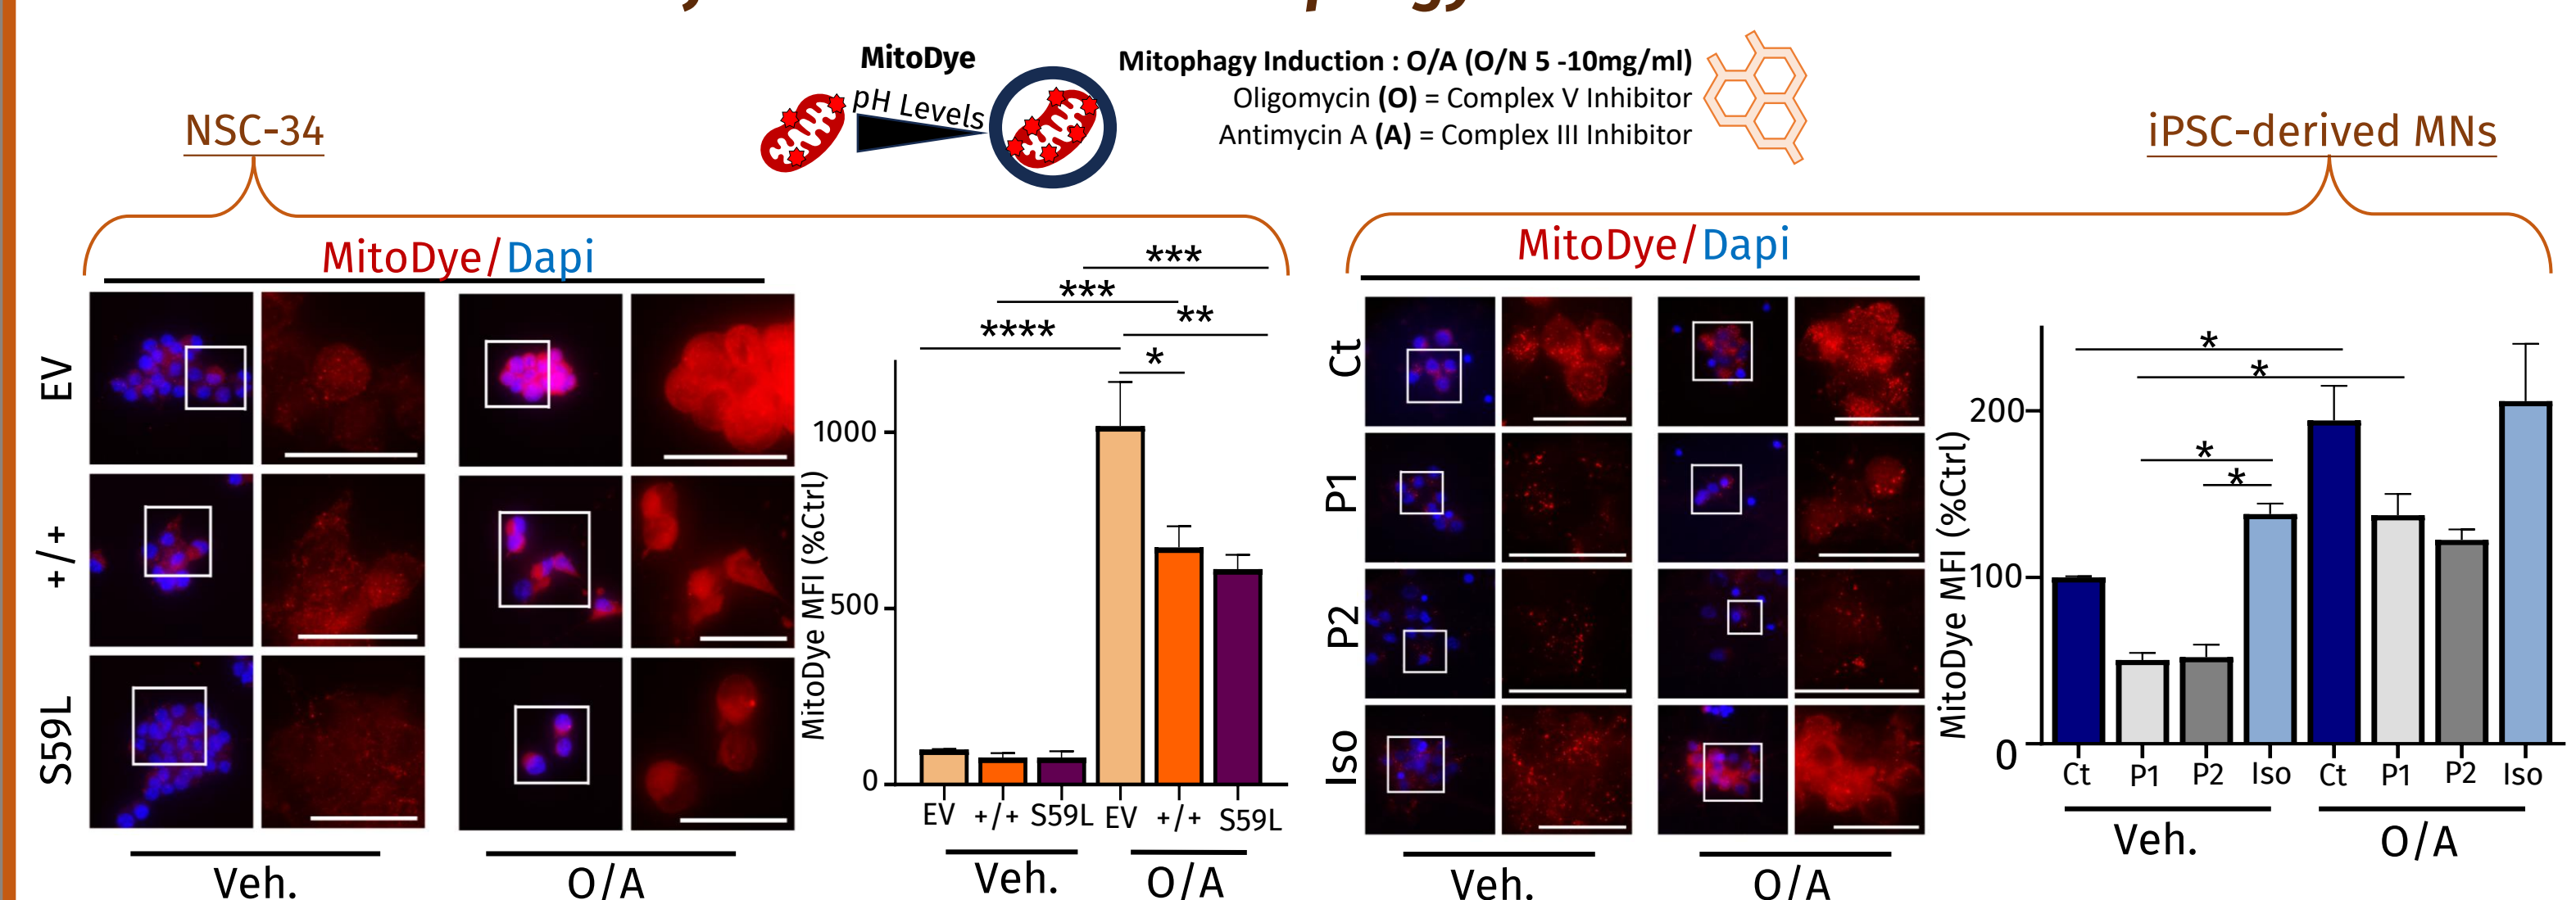 MitoDye
pH Levels
Mitophagy Induction : O/A (O/N 5 -10mg/ml)
Oligomycin (O) = Complex V Inhibitor
Antimycin A (A) = Complex III Inhibitor
NSC-34
MitoDye/Dapi
EV
+/+
S59L
Veh.
O/A
MitoDye MFI (%Ctrl)
1000
500
0
***
***
**
****
*
EV +/+ S59L EV +/+ S59L
Veh. O/A
iPSC-derived MNs
MitoDye/Dapi
Ct
P1
P2
Iso
Veh.
O/A
MitoDye MFI (%Ctrl)
200
100
0
*
*
*
*
Ct P1 P2 Iso Ct P1 P2 Iso
Veh. O/A